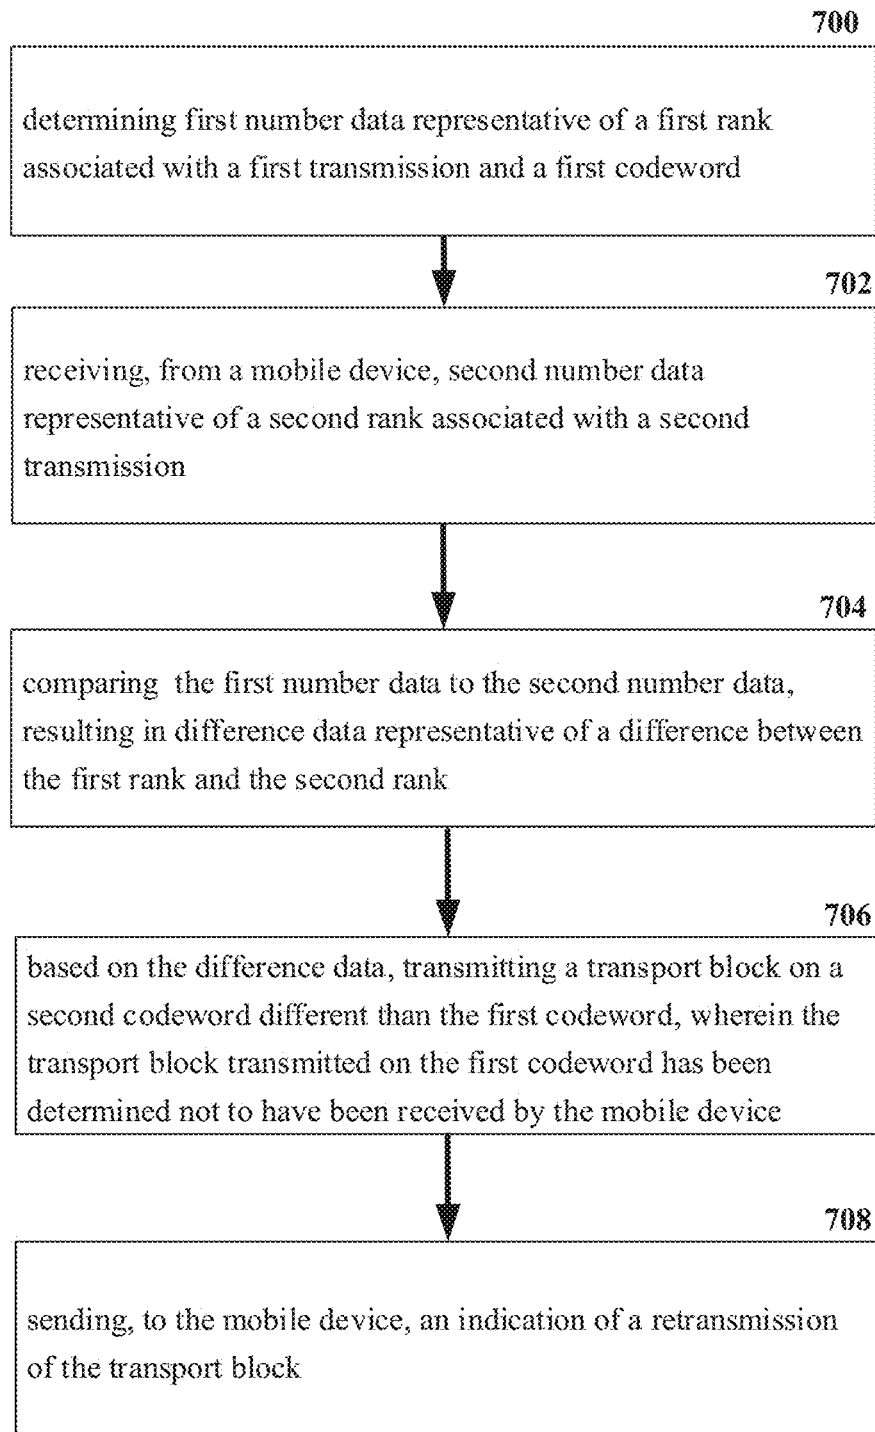 700
determining first number data representative of a first rank
associated with a first transmission and a first codeword
702
receiving, from a mobile device, second number data
representative of a second rank associated with a second
transmission
704
comparing the first number data to the second number data,
resulting in difference data representative of a difference between
the first rank and the second rank
706
based on the difference data, transmitting a transport block on a
second codeword different than the first codeword, wherein the
transport block transmitted on the first codeword has been
determined not to have been received by the mobile device
708
sending, to the mobile device, an indication of a retransmission
of the transport block